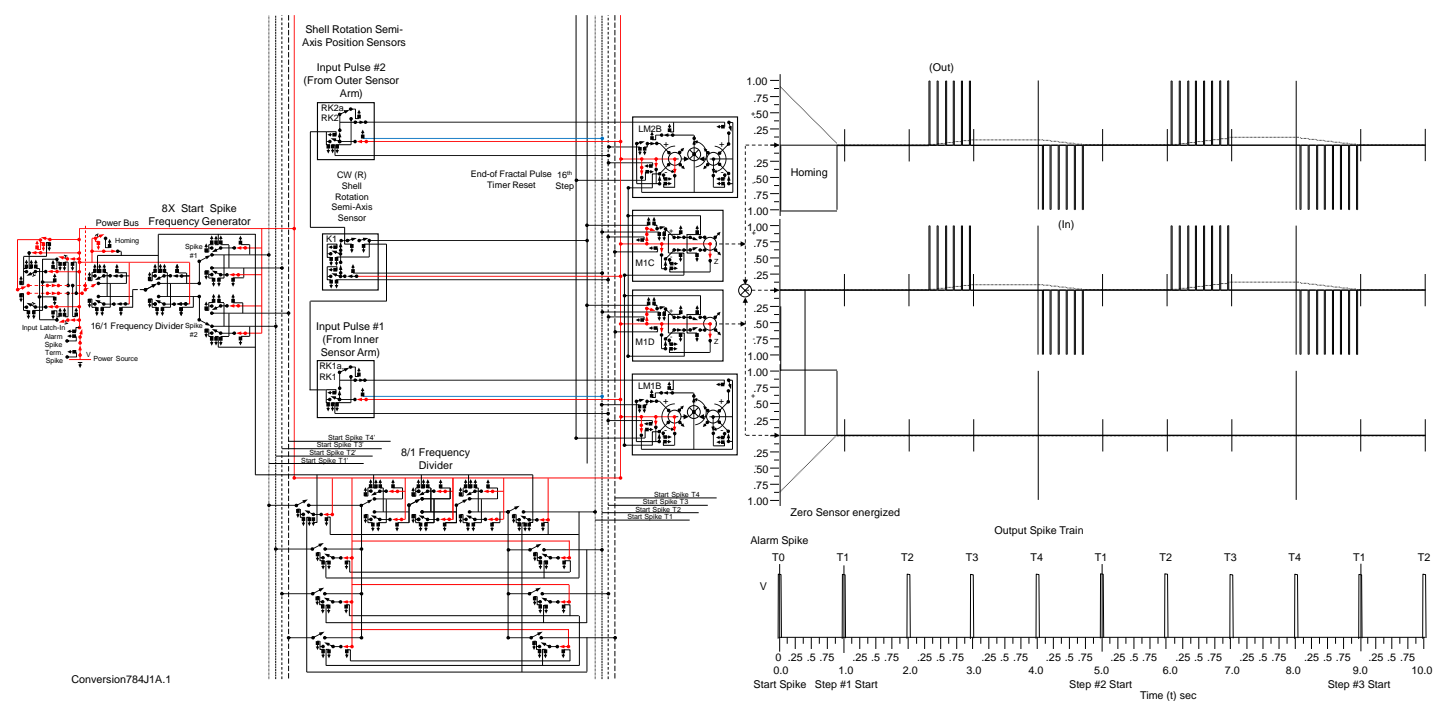 Shell Rotation Semi-
Axis Position Sensors
Input Pulse #2
(From Outer Sensor
Arm)
RK2a
RK2
CW (R)
Shell
Rotation
Semi-Axis
Sensor
K1
Input Pulse #1
(From Inner
Sensor Arm)
RK1a
RK1
8X Start Spike
Frequency Generator
Power Bus
Homing
Spike
#1
16/1 Frequency Divider
Spike
#2
Input Latch-In
Alarm
Spike
Term.
Spike
V
Power Source
End-of Fractal Pulse
Timer Reset
16th
Step
LM2B
+
-
M1C
z
M1D
z
LM1B
+
-
Start Spike T4'
Start Spike T3'
Start Spike T2'
Start Spike T1'
8/1 Frequency
Divider
Start Spike T4
Start Spike T3
Start Spike T2
Start Spike T1
Conversion784J1A.1
(Out)
1.00
.75
+.50
.25
.25
.50
.75
1.00
Homing
(In)
1.00
.75
.50
.25
.25
.50
.75
1.00
1.00
.75
+.50
.25
.25
.50
.75
1.00
Zero Sensor energized
Output Spike Train
Alarm Spike
T0 T1 T2 T3 T4 T1 T2 T3 T4 T1 T2
V
0. .25 .5 .75 .25 .5 .75 .25 .5 .75 .25 .5 .75 .25 .5 .75 .25 .5 .75 .25 .5 .75 .25 .5 .75 .25 .5 .75 .25 .5 .75
0.0 1.0 2.0 3.0 4.0 5.0 6.0 7.0 8.0 9.0 10.0
Start Spike Step #1 Start Step #2 Start Step #3 Start
Time (t) sec